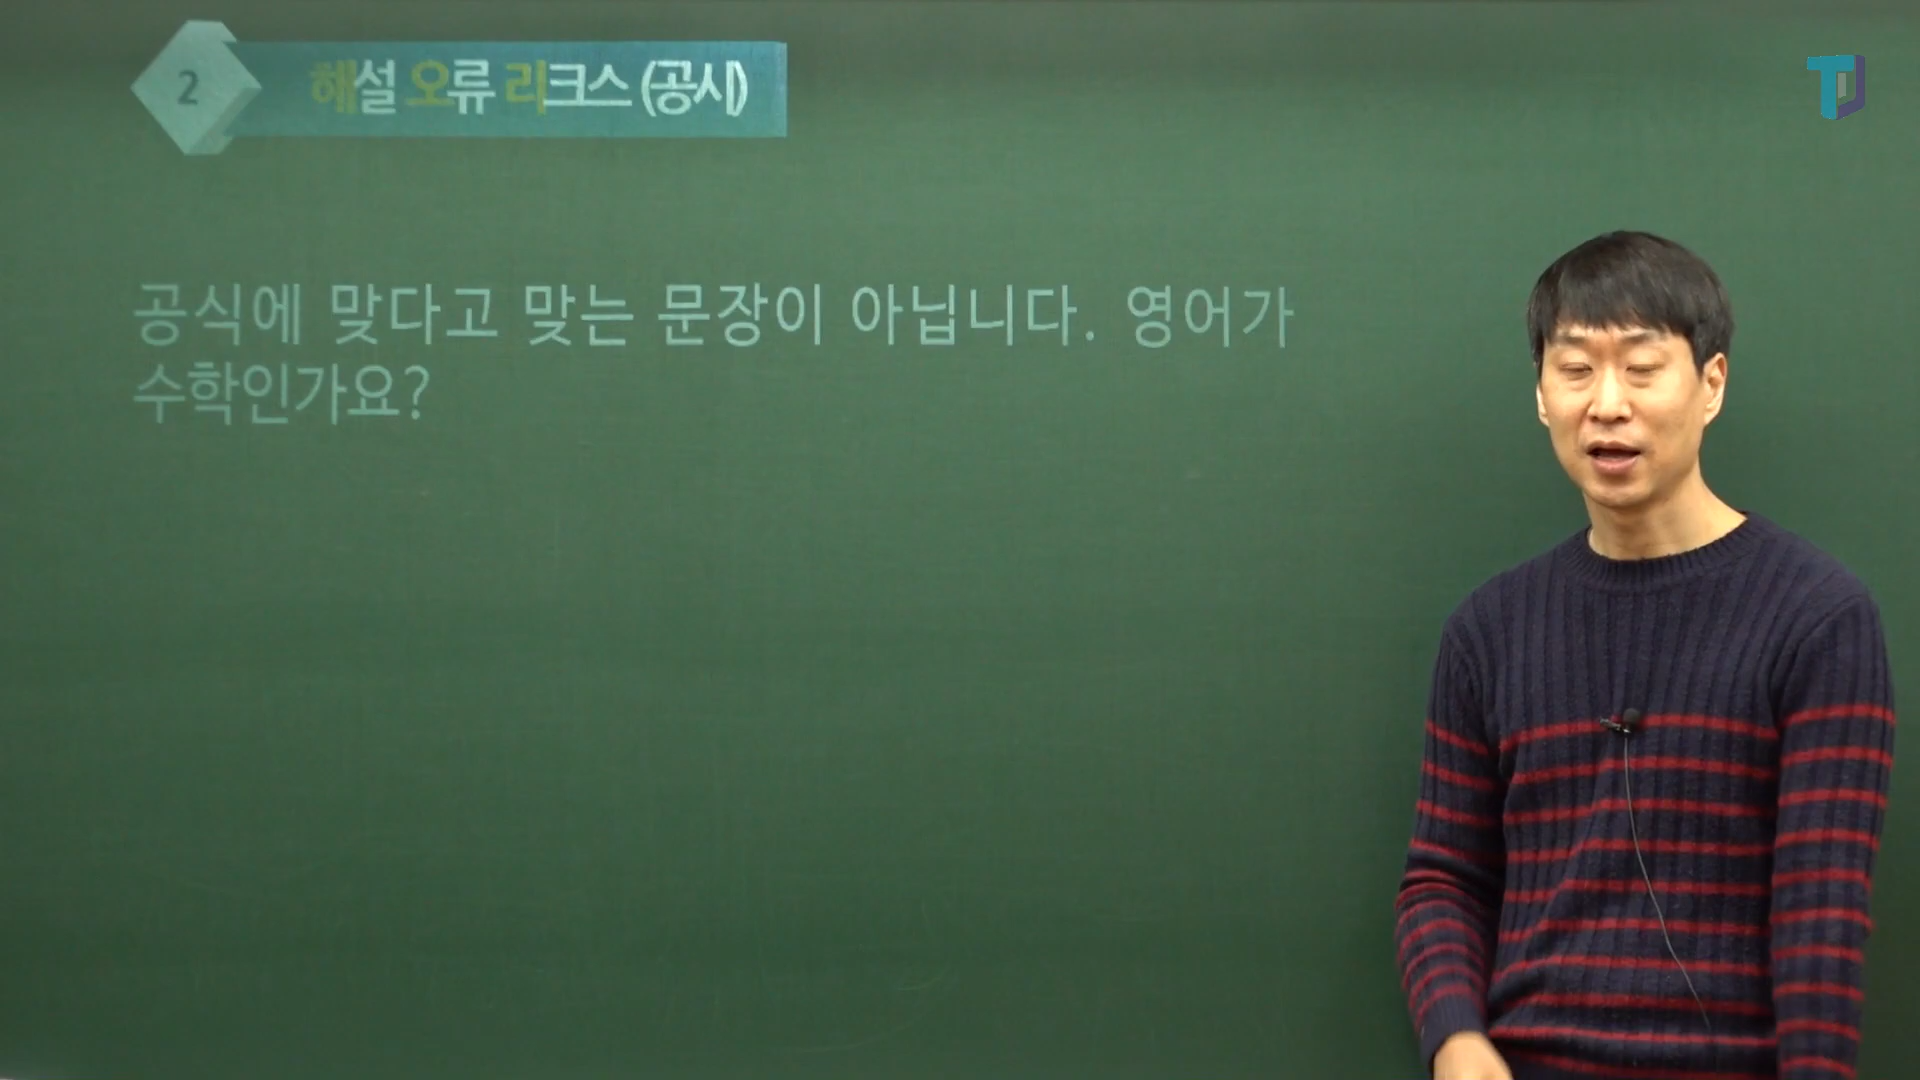 2
해설 오류 리크스 (공시)
공식에 맞다고 맞는 문장이 아닙니다. 영어가
수학인가요?